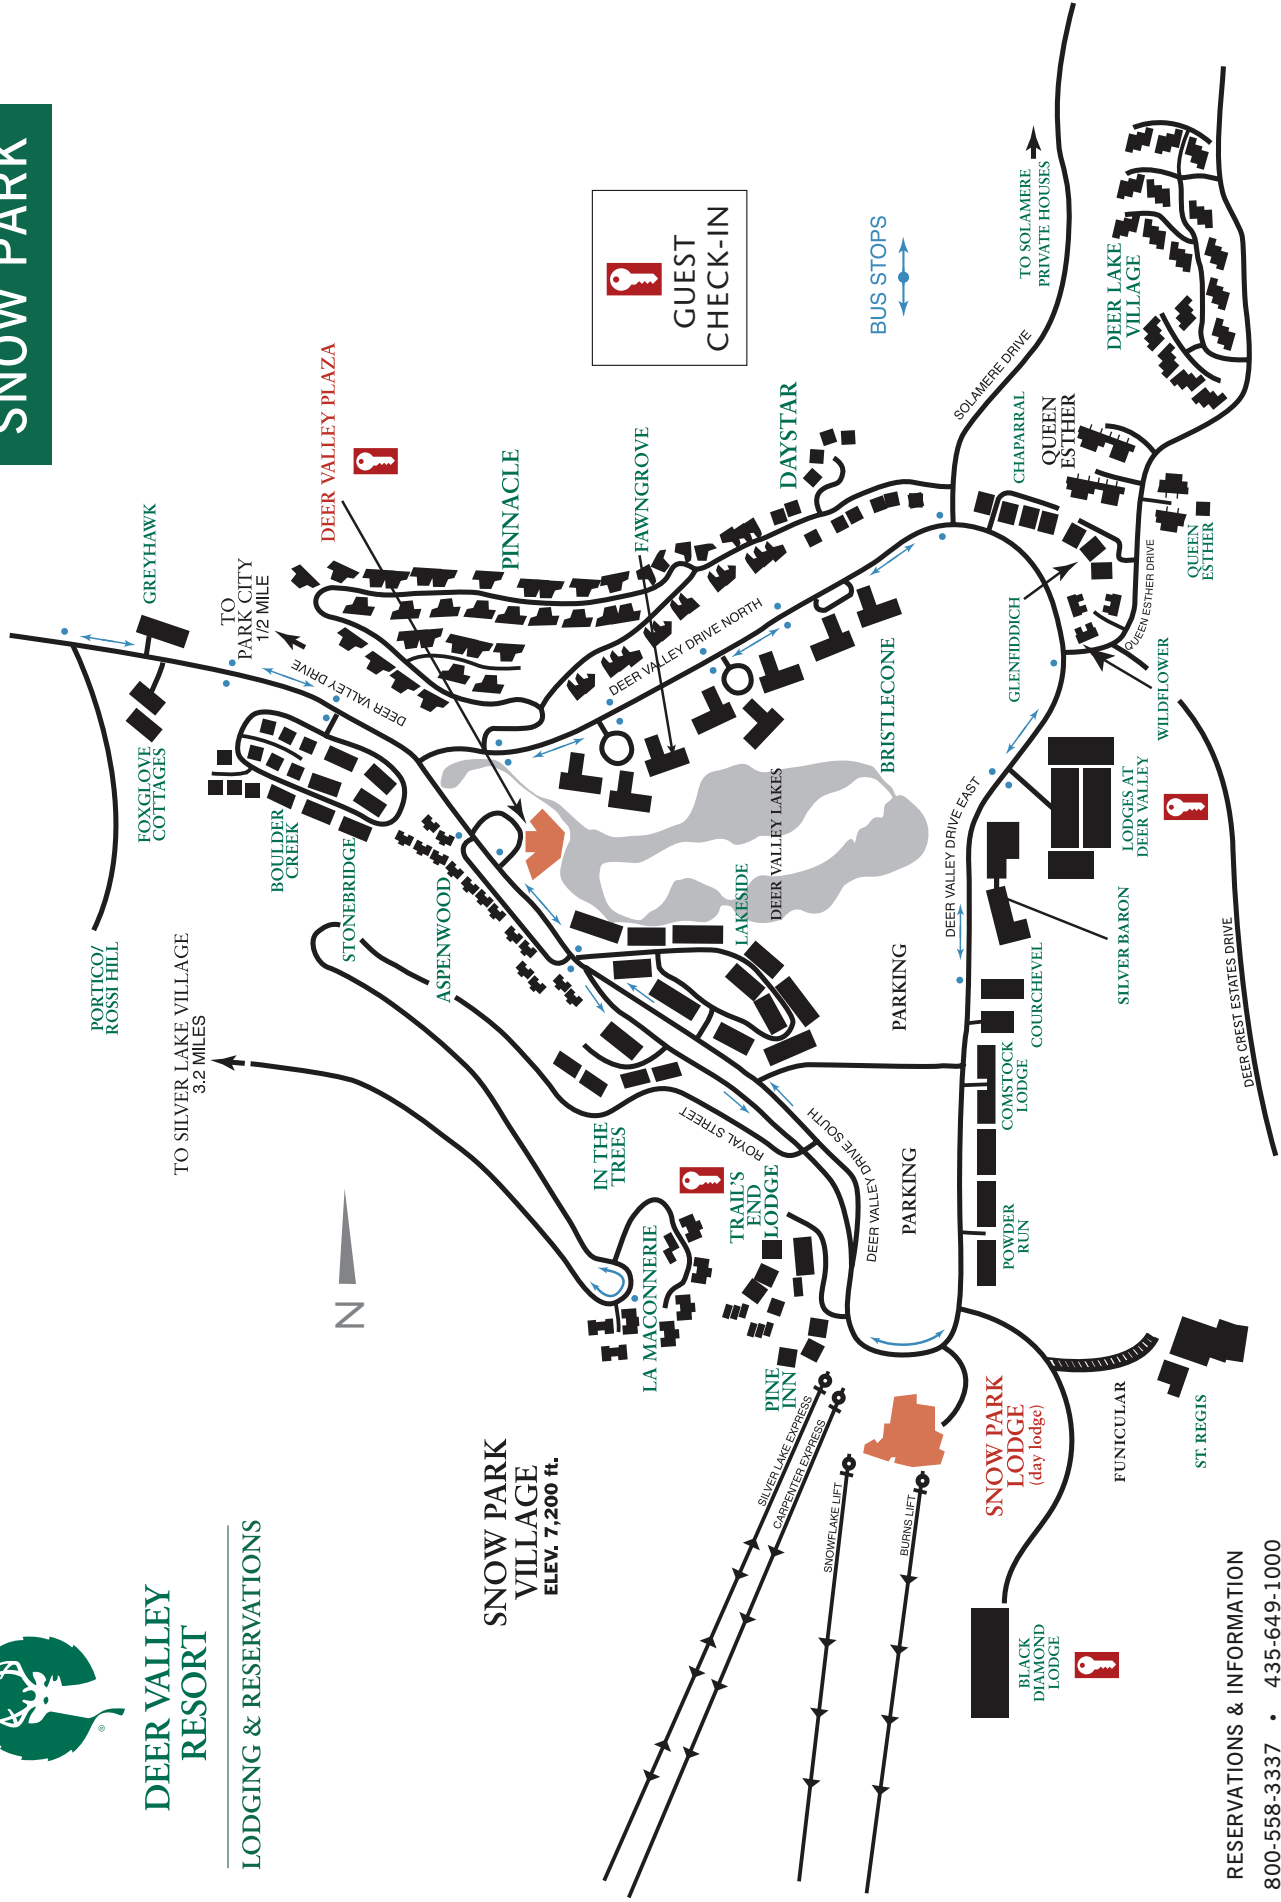 SNOW PARK
DEER VALLEY
RESORT
®
LODGING & RESERVATIONS
SNOW PARK
VILLAGE
ELEV. 7,200 ft.
N
TO SILVER LAKE VILLAGE
3.2 MILES
PORTICO/
ROSSI HILL
FOXGLOVE
COTTAGES
GREYHAWK
TO
PARK CITY
1/2 MILE
DEER VALLEY DRIVE
BOULDER
CREEK
STONEBRIDGE
ASPENWOOD
DEER VALLEY PLAZA
PINNACLE
FAWNGROVE
DAYSTAR
GUEST
CHECK-IN
BUS STOPS
DEER VALLEY DRIVE NORTH
BRISTLECONE
DEER VALLEY LAKES
LAKESIDE
IN THE
TREES
ROYAL STREET
TRAIL'S
END
LODGE
LA MACONNERIE
PINE
INN
DEER VALLEY DRIVE SOUTH
PARKING
PARKING
DEER VALLEY DRIVE EAST
SOLAMERE DRIVE
TO SOLAMERE
PRIVATE HOUSES
DEER LAKE
VILLAGE
CHAPARRAL
QUEEN
ESTHER
QUEEN
ESTHER
QUEEN ESTHER DRIVE
GLENFIDDICH
WILDFLOWER
LODGES AT
DEER VALLEY
SILVER BARON
DEER CREST ESTATES DRIVE
COURCHEVEL
COMSTOCK
LODGE
POWDER
RUN
SILVER LAKE EXPRESS
CARPENTER EXPRESS
SNOWFLAKE LIFT
BURNS LIFT
SNOW PARK
LODGE
(day lodge)
FUNICULAR
ST. REGIS
BLACK
DIAMOND
LODGE
RESERVATIONS & INFORMATION
800-558-3337 • 435-649-1000